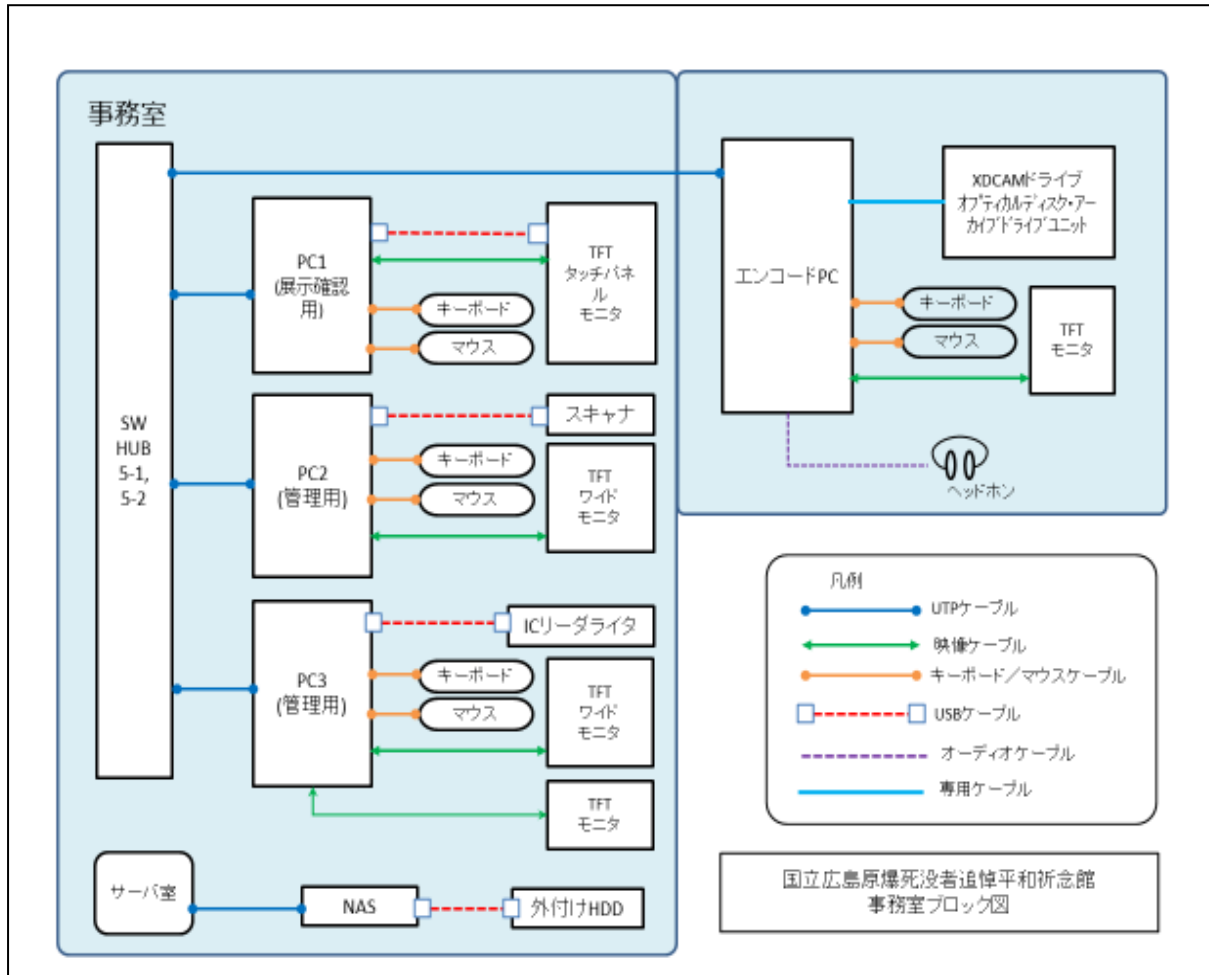 事務室
SW
HUB
5-1,
5-2
PC1
(展示確認
用)
キーボード
マウス
TFT
タッチパネ
ル
モニタ
PC2
(管理用)
スキャナ
キーボード
マウス
TFT
ワイド
モニタ
PC3
(管理用)
ICリーダライタ
キーボード
マウス
TFT
ワイド
モニタ
TFT
モニタ
サーバ室
NAS
外付けHDD
エンコードPC
XDCAMドライブ
オプティカルディスク・アー
カイブドライブユニット
キーボード
マウス
TFT
モニタ
ヘッドホン
凡例
UTPケーブル
映像ケーブル
キーボード/マウスケーブル
USBケーブル
オーディオケーブル
専用ケーブル
国立広島原爆死没者追悼平和祈念館
事務室ブロック図